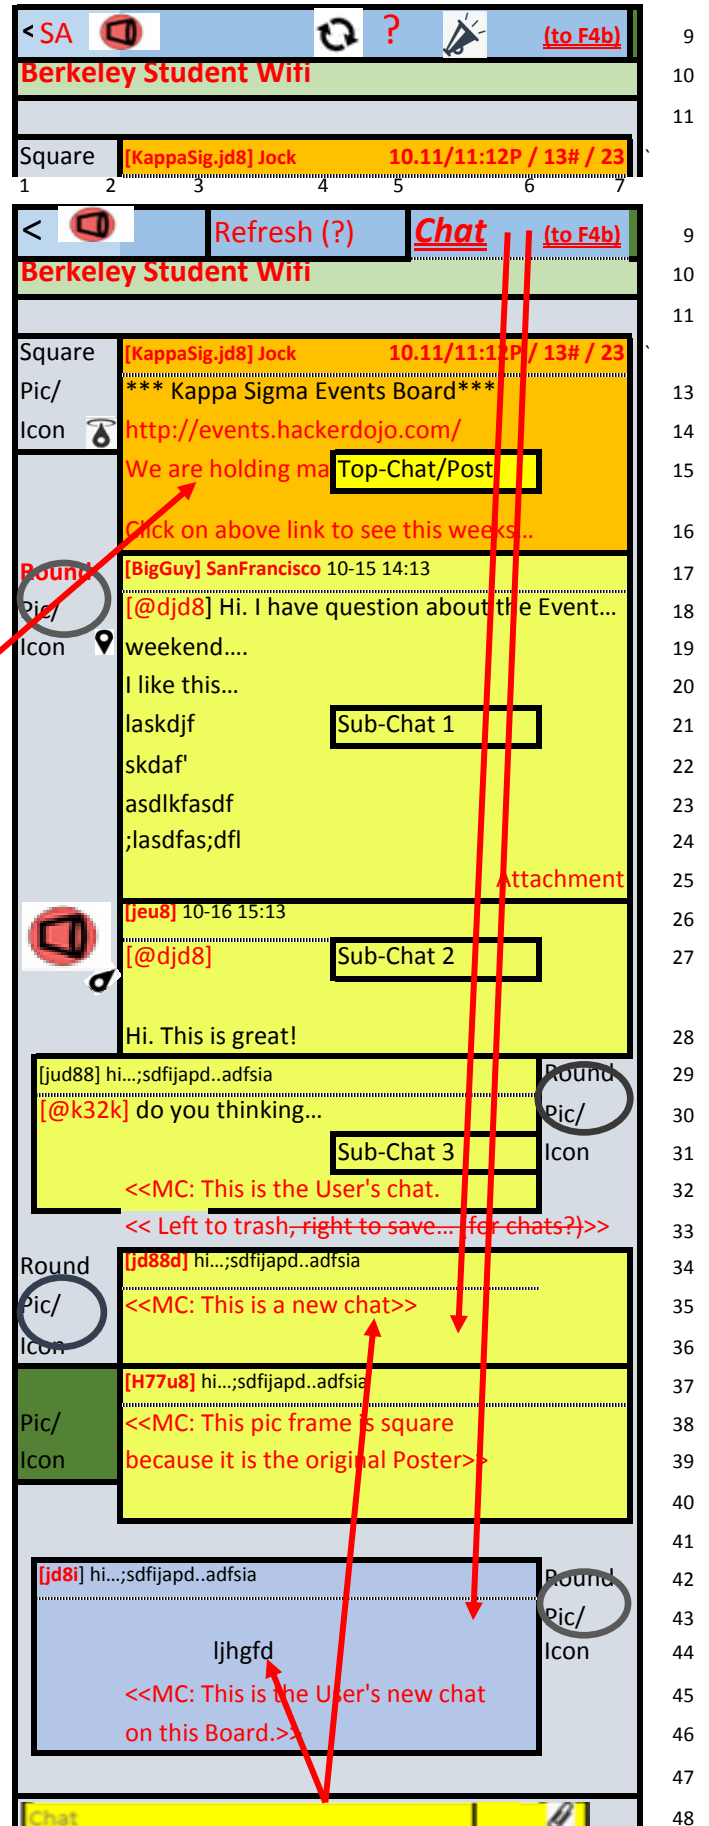 < SA ? (to F4b) 9
Berkeley Student Wifi 10
11
Square [KappaSig.jd8] Jock 10.11/11:12P / 13# / 23 `
1 2 3 4 5 6 7
< Refresh (?) Chat (to F4b) 9
Berkeley Student Wifi 10
11
Square [KappaSig.jd8] Jock 10.11/11:12P / 13# / 23 `
Pic/ *** Kappa Sigma Events Board*** 13
Icon http://events.hackerdojo.com/ 14
We are holding ma Top-Chat/Post 15
Click on above link to see this weeks... 16
Round [BigGuy] SanFrancisco 10-15 14:13 17
Pic/ [@djd8] Hi. I have question about the Event... 18
Icon weekend.... 19
I like this... 20
laskdjf Sub-Chat 1 21
skdaf' 22
asdlkfasdf 23
;lasdfas;dfl 24
Attachment 25
[jeu8] 10-16 15:13 26
[@djd8] Sub-Chat 2 27
Hi. This is great! 28
[jud88] hi...;sdfijapd..adfsia Round 29
[@k32k] do you thinking... Pic/ 30
Sub-Chat 3 Icon 31
<<MC: This is the User's chat. 32
<< Left to trash, right to save... (for chats?)>> 33
Round [jd88d] hi...;sdfijapd..adfsia 34
Pic/ <<MC: This is a new chat>> 35
Icon 36
[H77u8] hi...;sdfijapd..adfsia 37
Pic/ <<MC: This pic frame is square 38
Icon because it is the original Poster>> 39
40
41
[jd8i] hi...;sdfijapd..adfsia Round 42
Pic/ 43
ljhgfd Icon 44
<<MC: This is the User's new chat 45
on this Board.>> 46
47
Chat 48